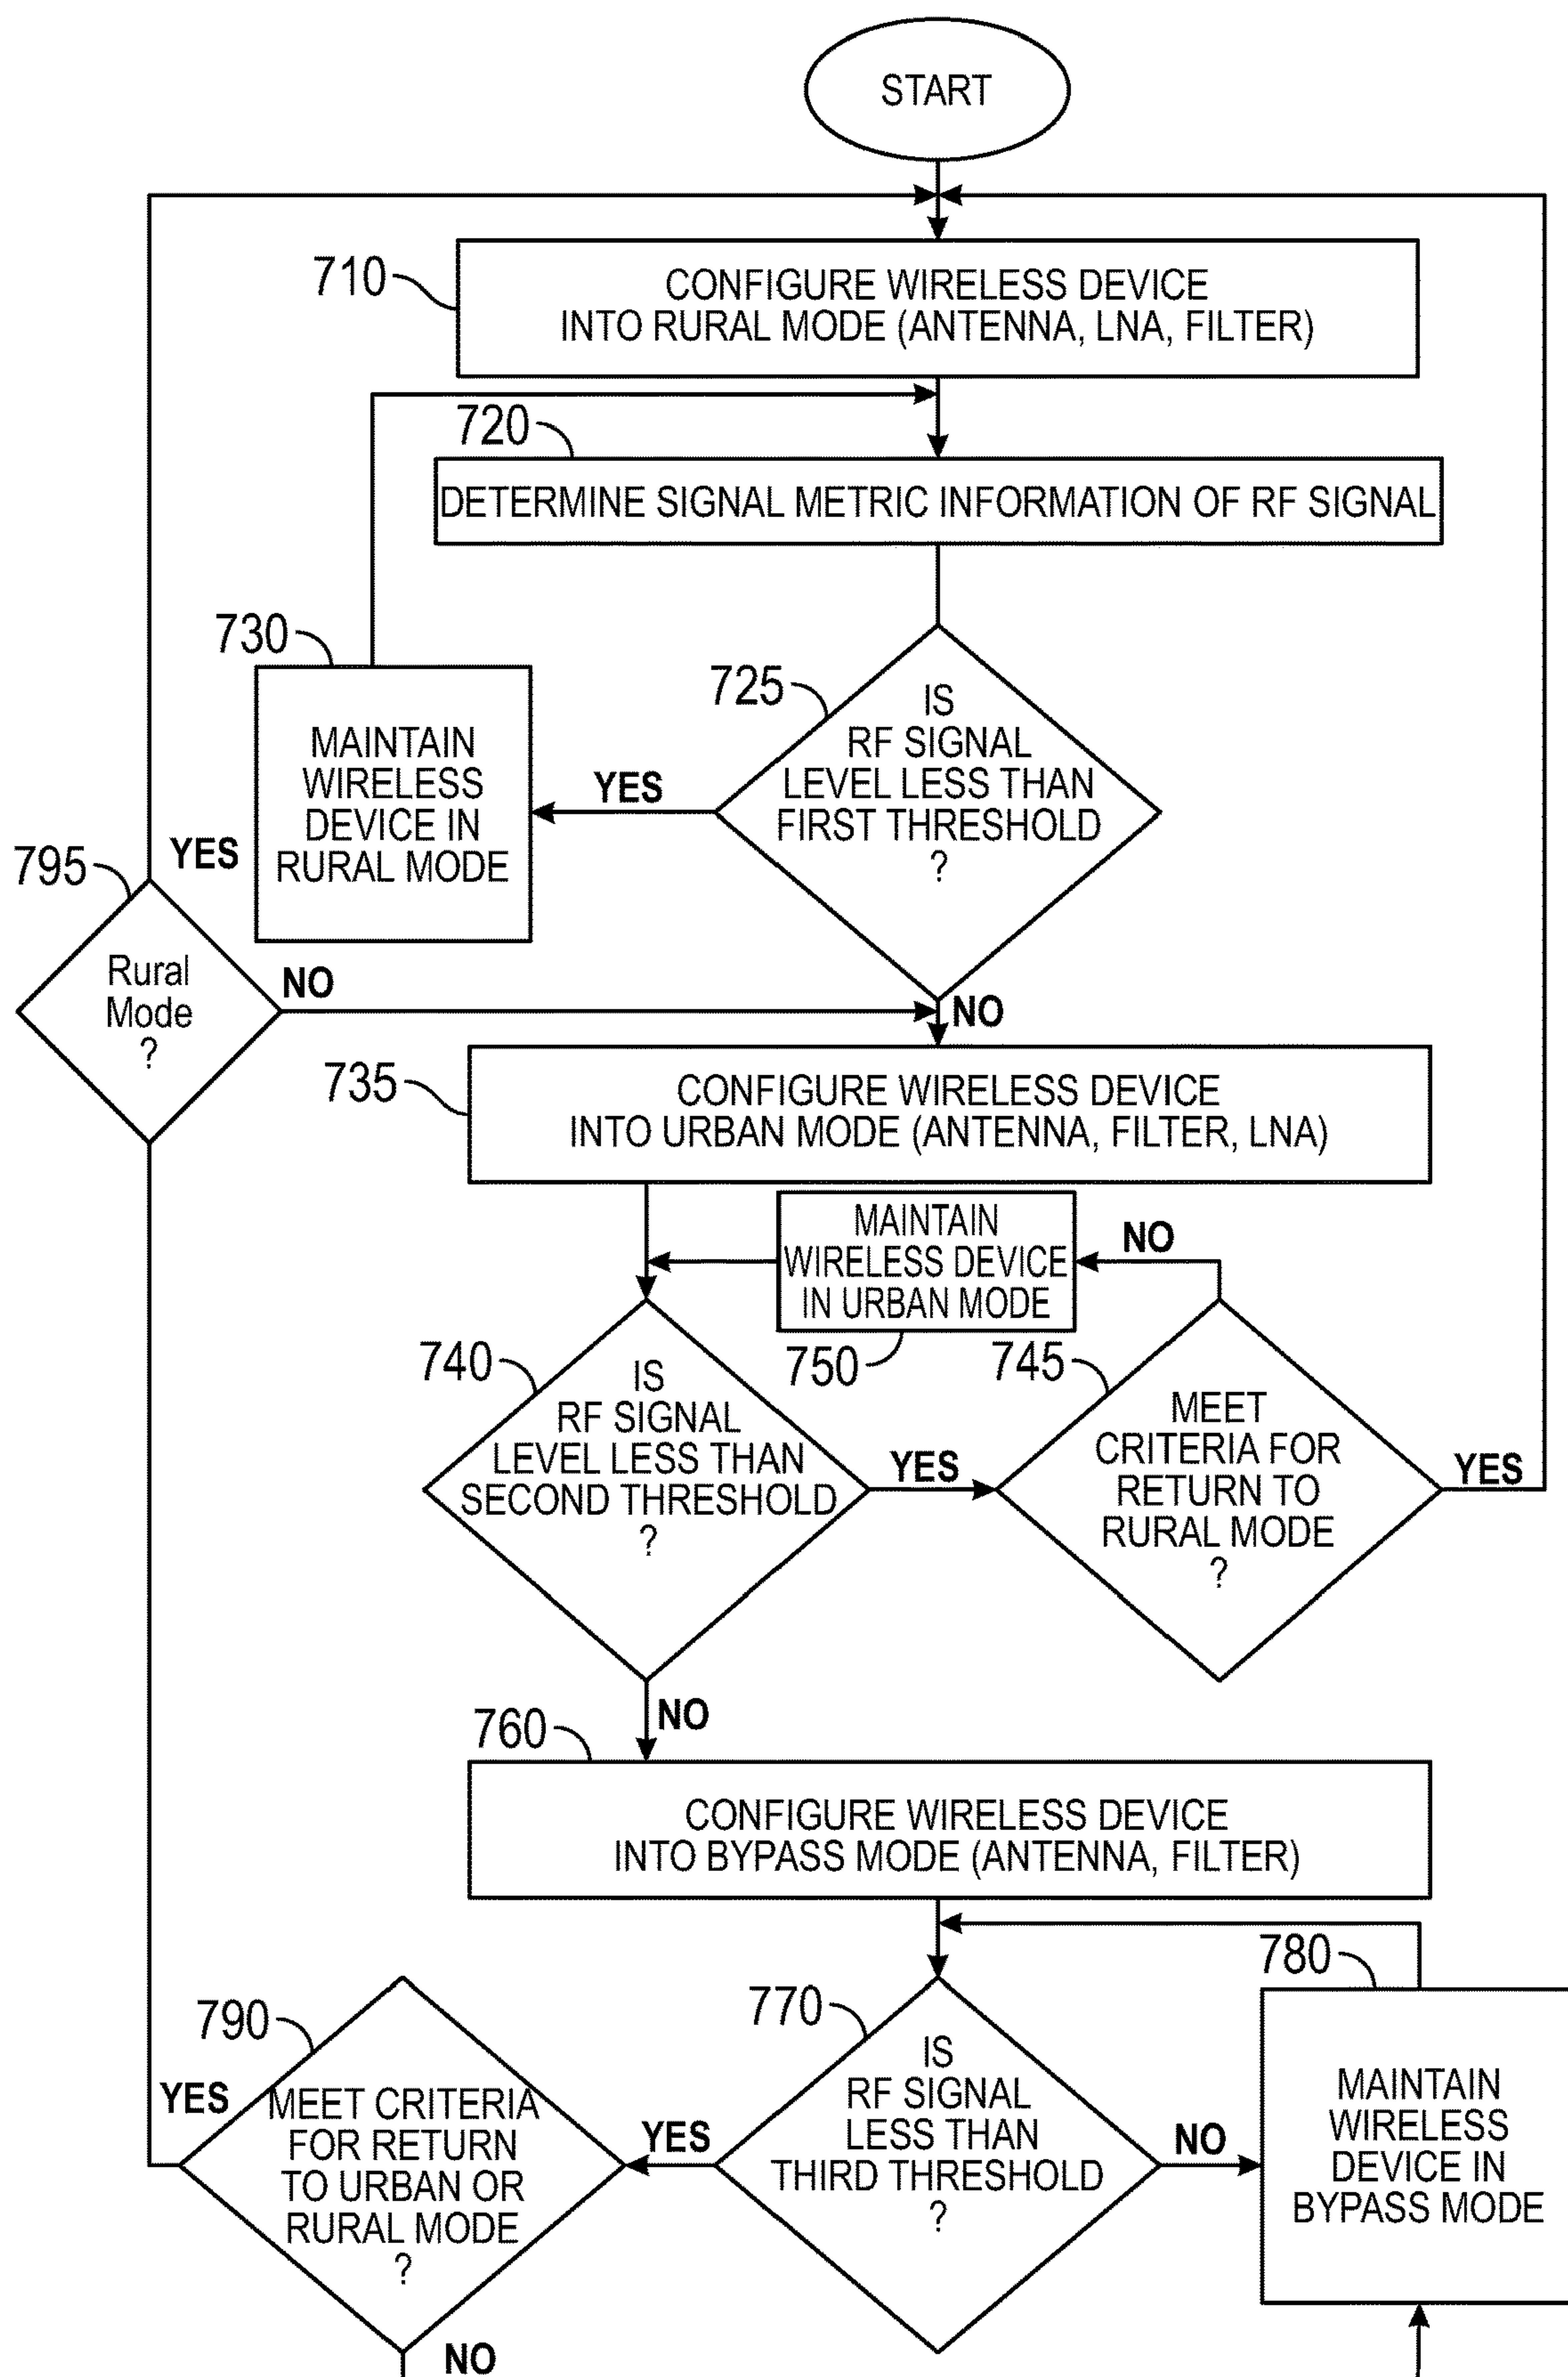 START
710
CONFIGURE WIRELESS DEVICE
INTO RURAL MODE (ANTENNA, LNA, FILTER)
720
DETERMINE SIGNAL METRIC INFORMATION OF RF SIGNAL
730
MAINTAIN
WIRELESS
DEVICE IN
RURAL MODE
YES
725
IS
RF SIGNAL
LEVEL LESS THAN
FIRST THRESHOLD
?
795
YES
Rural
Mode
?
NO
NO
735
CONFIGURE WIRELESS DEVICE
INTO URBAN MODE (ANTENNA, FILTER, LNA)
MAINTAIN
WIRELESS DEVICE
IN URBAN MODE
750
NO
740
IS
RF SIGNAL
LEVEL LESS THAN
SECOND THRESHOLD
?
YES
745
MEET
CRITERIA FOR
RETURN TO
RURAL MODE
?
YES
NO
760
CONFIGURE WIRELESS DEVICE
INTO BYPASS MODE (ANTENNA, FILTER)
790
YES
MEET CRITERIA
FOR RETURN
TO URBAN OR
RURAL MODE
?
YES
770
IS
RF SIGNAL
LESS THAN
THIRD THRESHOLD
?
NO
780
MAINTAIN
WIRELESS
DEVICE IN
BYPASS MODE
NO